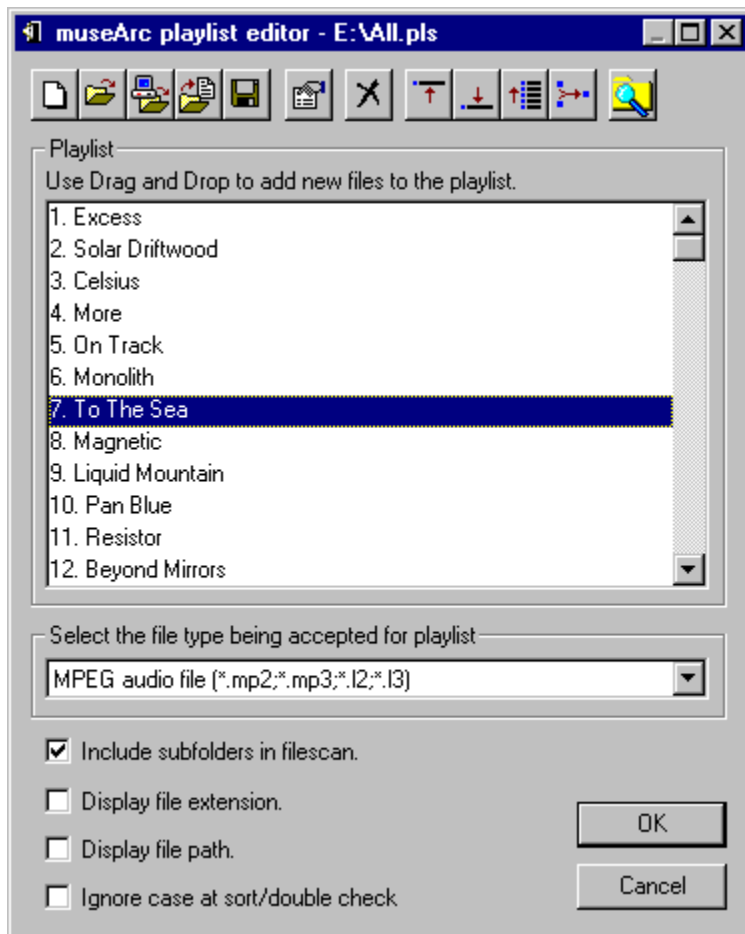 museArc playlist editor - E:\All.pls
Playlist
Use Drag and Drop to add new files to the playlist.
1. Excess
2. Solar Driftwood
3. Celsius
4. More
5. On Track
6. Monolith
7. To The Sea
8. Magnetic
9. Liquid Mountain
10. Pan Blue
11. Resistor
12. Beyond Mirrors
Select the file type being accepted for playlist
MPEG audio file (*.mp2;*.mp3;*.l2;*.l3)
Include subfolders in filescan.
Display file extension.
Display file path.
Ignore case at sort/double check
OK
Cancel